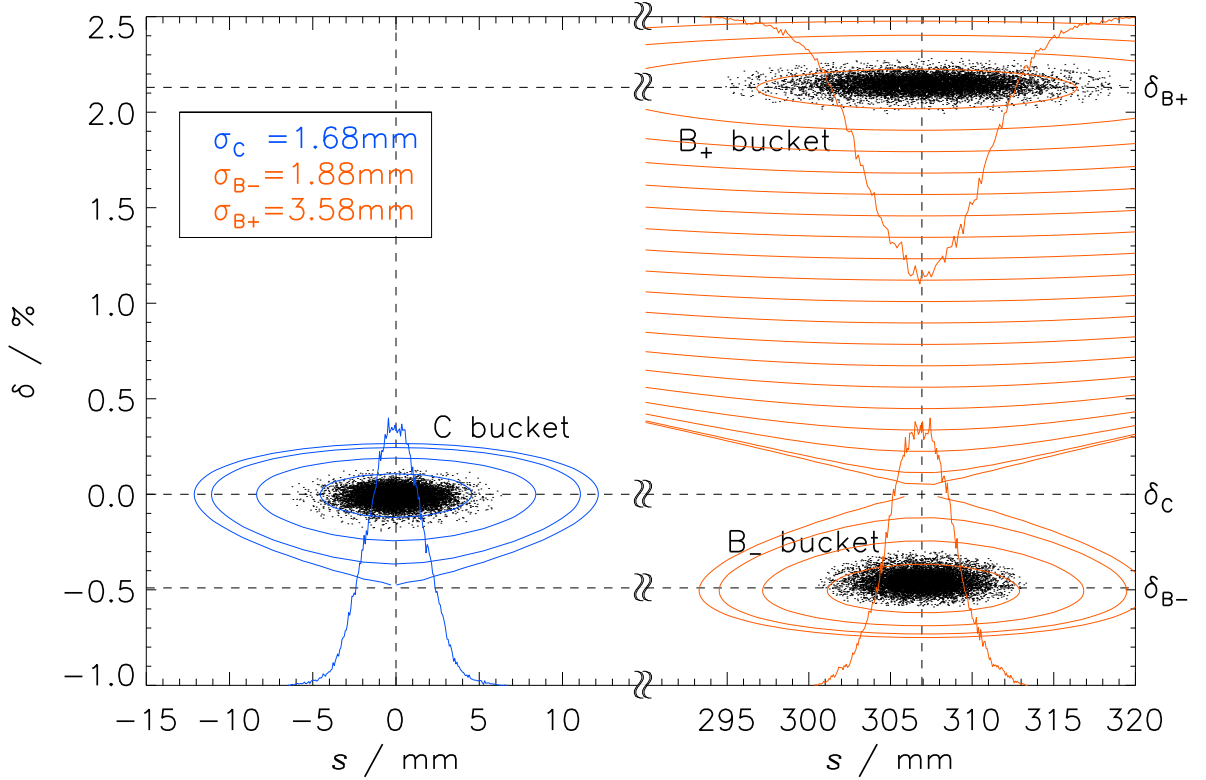 2.5
2.0
1.5
1.0
0.5
0.0
−0.5
−1.0
δ / %
σC =1.68mm
σB−=1.88mm
σB+=3.58mm
C bucket
B+ bucket
B− bucket
δB+
δC
δB−
−15 −10 −5 0 5 10
295 300 305 310 315 320
s / mm
s / mm